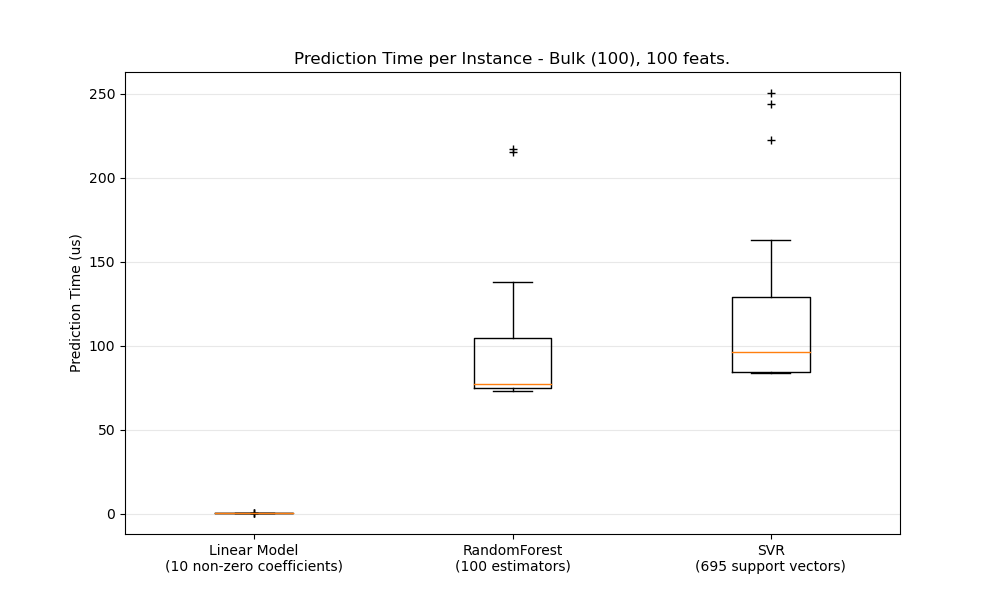 Prediction Time per Instance - Bulk (100), 100 feats.
Prediction Time (us)
250
200
150
100
50
0
Linear Model
(10 non-zero coefficients)
RandomForest
(100 estimators)
SVR
(695 support vectors)